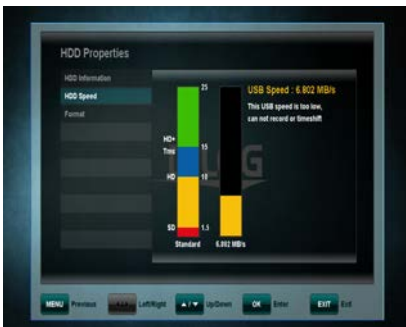 HDD Properties
HDD Information
HDD Speed
Format
25
HD+
Tms
15
HD
10
SD
1.5
Standard
6.802 MB/s
USB Speed : 6.802 MB/s
This USB speed is too low,
can not record or timeshift
MENU Previous
Left/Right
▲ / ▼ Up/Down
OK Enter
EXIT Exit